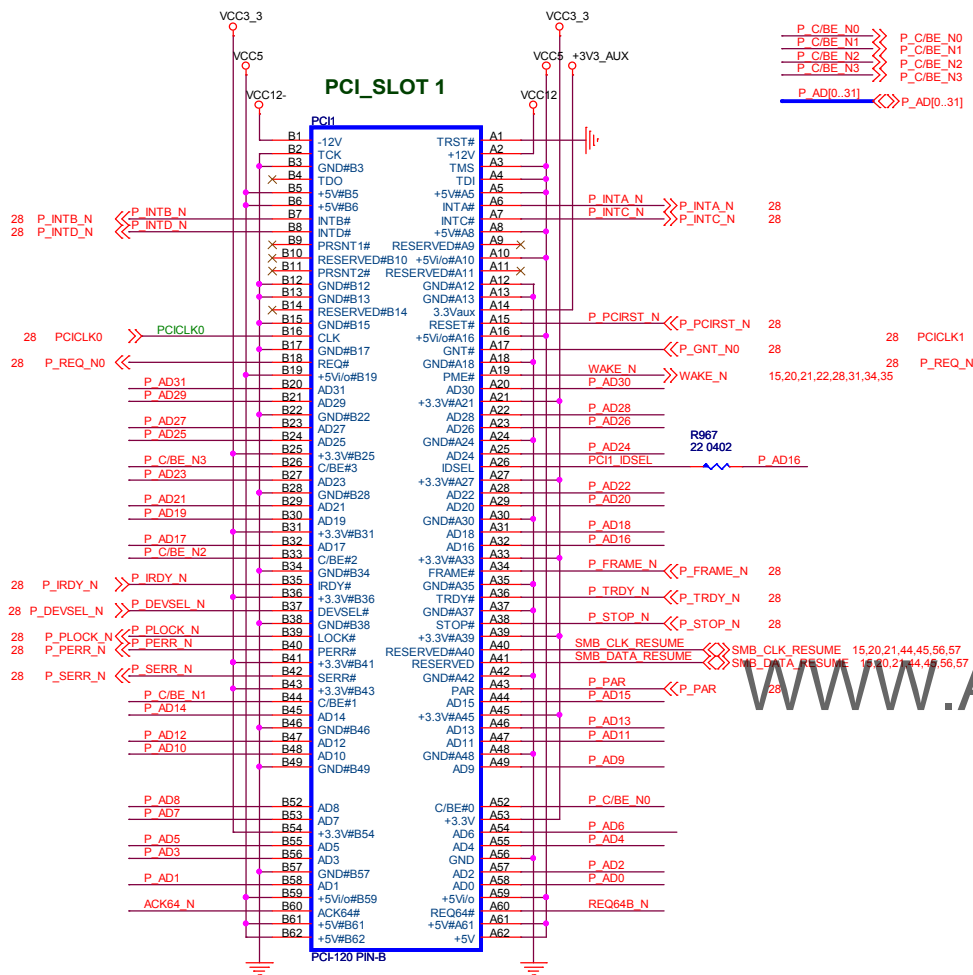 VCC3_3 VCC3_3
VCC5 VCC5 +3V3_AUX
PCI_SLOT 1
VCC12- VCC12
P_C/BE_N0 P_C/BE_N0
P_C/BE_N1 P_C/BE_N1
P_C/BE_N2 P_C/BE_N2
P_C/BE_N3 P_C/BE_N3
P_AD[0..31] P_AD[0..31]
PCI1
B1 -12V TRST# A1
B2 TCK +12V A2
B3 GND#B3 TMS A3
B4 TDO TDI A4
B5 +5V#B5 +5V#A5 A5
B6 +5V#B6 INTA# A6 P_INTA_N P_INTA_N 28
28 P_INTB_N P_INTB_N B7 INTB# INTC# A7 P_INTC_N P_INTC_N 28
28 P_INTD_N P_INTD_N B8 INTD# +5V#A8 A8
B9 PRSNT1# RESERVED#A9 A9
B10 RESERVED#B10 +5Vi/o#A10 A10
B11 PRSNT2# RESERVED#A11 A11
B12 GND#B12 GND#A12 A12
B13 GND#B13 GND#A13 A13
B14 RESERVED#B14 3.3Vaux A14
B15 GND#B15 RESET# A15 P_PCIRST_N P_PCIRST_N 28
28 PCICLK0 PCICLK0 B16 CLK +5Vi/o#A16 A16 28 PCICLK1
B17 GND#B17 GNT# A17 P_GNT_N0 28
28 P_REQ_N0 B18 REQ# GND#A18 A18 28 P_REQ_N
B19 +5Vi/o#B19 PME# A19 WAKE_N WAKE_N 15,20,21,22,28,31,34,35
P_AD31 B20 AD31 AD30 A20 P_AD30
P_AD29 B21 AD29 +3.3V#A21 A21
B22 GND#B22 AD28 A22 P_AD28
P_AD27 B23 AD27 AD26 A23 P_AD26
P_AD25 B24 AD25 GND#A24 A24
B25 +3.3V#B25 AD24 A25 P_AD24
R967
22 0402
P_C/BE_N3 B26 C/BE#3 IDSEL A26 PCI1_IDSEL P_AD16
P_AD23 B27 AD23 +3.3V#A27 A27
B28 GND#B28 AD22 A28 P_AD22
P_AD21 B29 AD21 AD20 A29 P_AD20
P_AD19 B30 AD19 GND#A30 A30
B31 +3.3V#B31 AD18 A31 P_AD18
P_AD17 B32 AD17 AD16 A32 P_AD16
P_C/BE_N2 B33 C/BE#2 +3.3V#A33 A33
B34 GND#B34 FRAME# A34 P_FRAME_N P_FRAME_N 28
28 P_IRDY_N P_IRDY_N B35 IRDY# GND#A35 A35
B36 +3.3V#B36 TRDY# A36 P_TRDY_N P_TRDY_N 28
28 P_DEVSEL_N P_DEVSEL_N B37 DEVSEL# GND#A37 A37
B38 GND#B38 STOP# A38 P_STOP_N P_STOP_N 28
28 P_PLOCK_N P_PLOCK_N B39 LOCK# +3.3V#A39 A39
28 P_PERR_N P_PERR_N B40 PERR# RESERVED#A40 A40 SMB_CLK_RESUME SMB_CLK_RESUME 15,20,21,44,45,56,57
B41 +3.3V#B41 RESERVED A41 SMB_DATA_RESUME SMB_DATA_RESUME 15,20,21,44,45,56,57
28 P_SERR_N P_SERR_N B42 SERR# GND#A42 A42
B43 +3.3V#B43 PAR A43 P_PAR P_PAR 28
WWW.A
P_C/BE_N1 B44 C/BE#1 AD15 A44 P_AD15
P_AD14 B45 AD14 +3.3V#A45 A45
B46 GND#B46 AD13 A46 P_AD13
P_AD12 B47 AD12 AD11 A47 P_AD11
P_AD10 B48 AD10 GND#A48 A48
B49 GND#B49 AD9 A49 P_AD9
P_AD8 B52 AD8 C/BE#0 A52 P_C/BE_N0
P_AD7 B53 AD7 +3.3V A53
B54 +3.3V#B54 AD6 A54 P_AD6
P_AD5 B55 AD5 AD4 A55 P_AD4
P_AD3 B56 AD3 GND A56
B57 GND#B57 AD2 A57 P_AD2
P_AD1 B58 AD1 AD0 A58 P_AD0
B59 +5Vi/o#B59 +5Vi/o A59
ACK64_N B60 ACK64# REQ64# A60 REQ64B_N
B61 +5V#B61 +5V#A61 A61
B62 +5V#B62 +5V A62
PCI-120 PIN-B